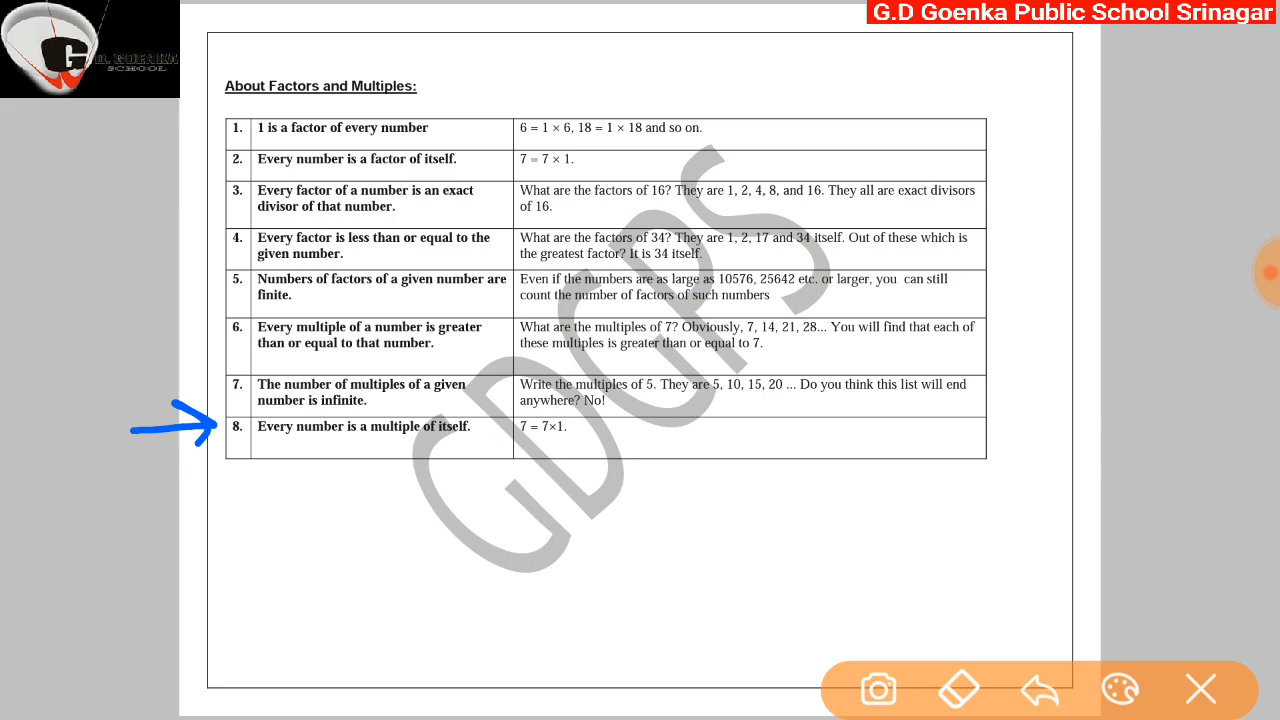 G.D Goenka Public School Srinagar
G
D. GOENKA
SCHOOL
About Factors and Multiples:
1. 1 is a factor of every number 6 = 1 × 6, 18 = 1 × 18 and so on.
2. Every number is a factor of itself. 7 = 7 × 1.
3. Every factor of a number is an exact What are the factors of 16? They are 1, 2, 4, 8, and 16. They all are exact divisors
divisor of that number. of 16.
4. Every factor is less than or equal to the What are the factors of 34? They are 1, 2, 17 and 34 itself. Out of these which is
given number. the greatest factor? It is 34 itself.
5. Numbers of factors of a given number are Even if the numbers are as large as 10576, 25642 etc. or larger, you can still
finite. count the number of factors of such numbers
6. Every multiple of a number is greater What are the multiples of 7? Obviously, 7, 14, 21, 28... You will find that each of
than or equal to that number. these multiples is greater than or equal to 7.
7. The number of multiples of a given Write the multiples of 5. They are 5, 10, 15, 20 ... Do you think this list will end
number is infinite. anywhere? No!
8. Every number is a multiple of itself. 7 = 7×1.
GDGPS